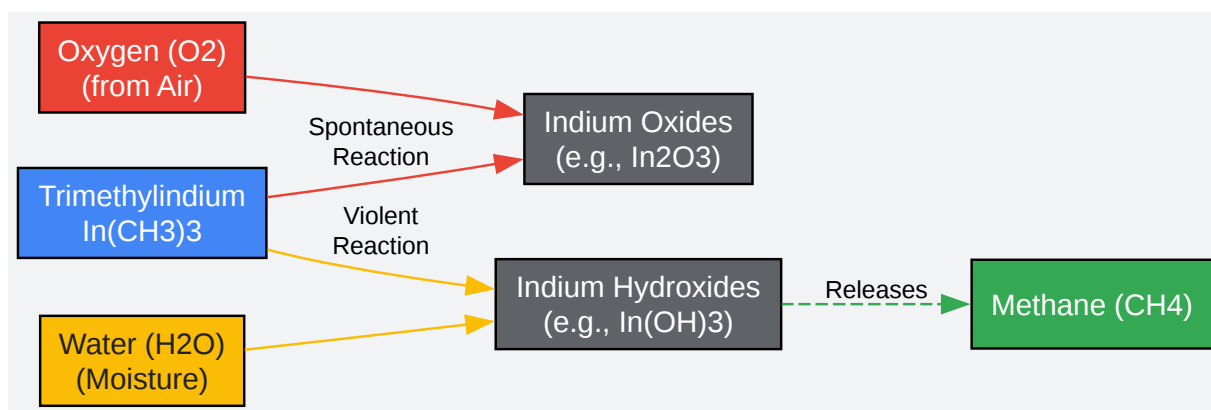 Oxygen (O2)
(from Air)
Spontaneous
Reaction
Indium Oxides
(e.g., In2O3)
Trimethylindium
In(CH3)3
Violent
Reaction
Indium Hydroxides
(e.g., In(OH)3)
Releases
Methane (CH4)
Water (H2O)
(Moisture)